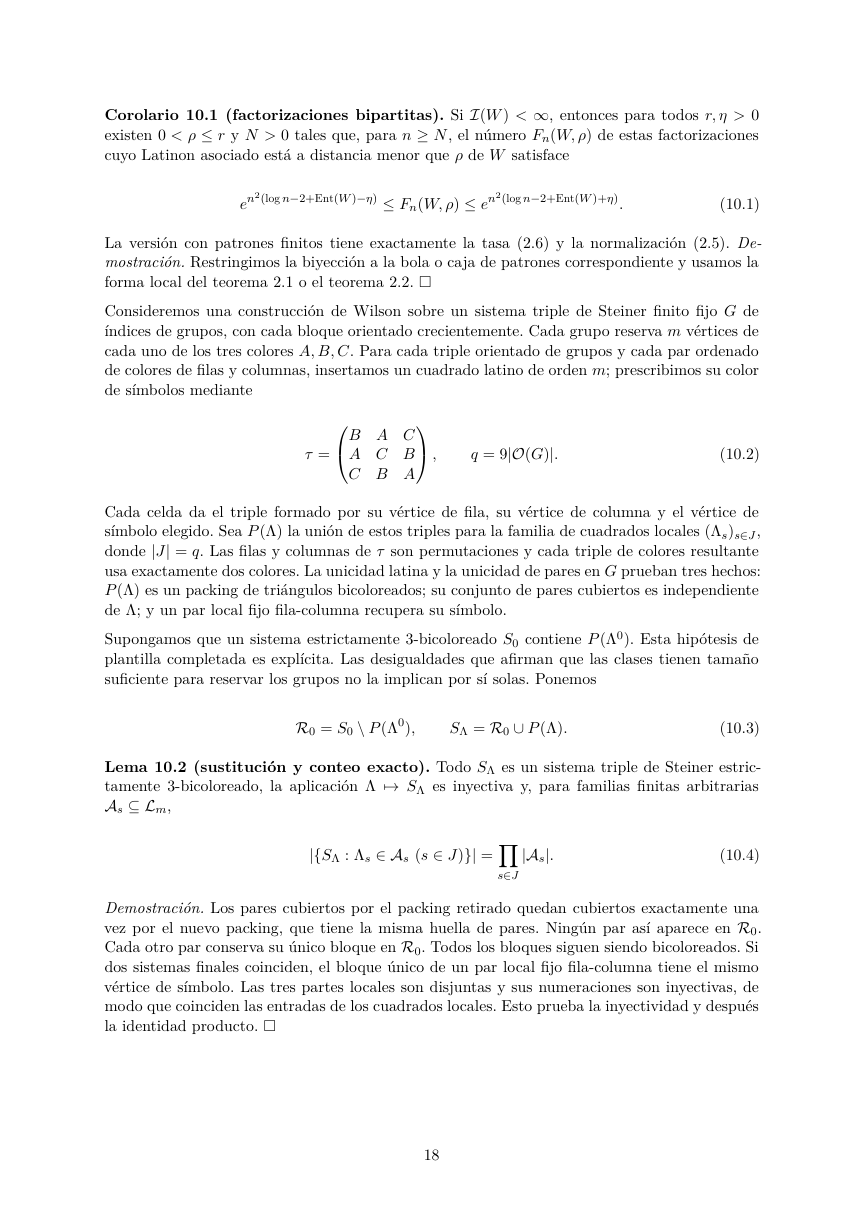 Corolario 10.1 (factorizaciones bipartitas). Si ℐ(W) < ∞, entonces para todos r, η > 0
existen 0 < ρ ≤ r y N > 0 tales que, para n ≥ N, el número Fₙ(W, ρ) de estas factorizaciones
cuyo Latinon asociado está a distancia menor que ρ de W satisface
e^{n²(log n−2+Ent(W)−η)} ≤ Fₙ(W, ρ) ≤ e^{n²(log n−2+Ent(W)+η)}. (10.1)
La versión con patrones finitos tiene exactamente la tasa (2.6) y la normalización (2.5). De-
mostración. Restringimos la biyección a la bola o caja de patrones correspondiente y usamos la
forma local del teorema 2.1 o el teorema 2.2. □
Consideremos una construcción de Wilson sobre un sistema triple de Steiner finito fijo G de
índices de grupos, con cada bloque orientado crecientemente. Cada grupo reserva m vértices de
cada uno de los tres colores A, B, C. Para cada triple orientado de grupos y cada par ordenado
de colores de filas y columnas, insertamos un cuadrado latino de orden m; prescribimos su color
de símbolos mediante
τ = (B A C
A C B
C B A), q = 9|𝒪(G)|. (10.2)
Cada celda da el triple formado por su vértice de fila, su vértice de columna y el vértice de
símbolo elegido. Sea P(Λ) la unión de estos triples para la familia de cuadrados locales (Λₛ)ₛ∈J,
donde |J| = q. Las filas y columnas de τ son permutaciones y cada triple de colores resultante
usa exactamente dos colores. La unicidad latina y la unicidad de pares en G prueban tres hechos:
P(Λ) es un packing de triángulos bicoloreados; su conjunto de pares cubiertos es independiente
de Λ; y un par local fijo fila-columna recupera su símbolo.
Supongamos que un sistema estrictamente 3-bicoloreado S₀ contiene P(Λ⁰). Esta hipótesis de
plantilla completada es explícita. Las desigualdades que afirman que las clases tienen tamaño
suficiente para reservar los grupos no la implican por sí solas. Ponemos
ℛ₀ = S₀ \ P(Λ⁰), S_Λ = ℛ₀ ∪ P(Λ). (10.3)
Lema 10.2 (sustitución y conteo exacto). Todo S_Λ es un sistema triple de Steiner estric-
tamente 3-bicoloreado, la aplicación Λ ↦ S_Λ es inyectiva y, para familias finitas arbitrarias
𝒜ₛ ⊆ ℒₘ,
|{S_Λ : Λₛ ∈ 𝒜ₛ (s ∈ J)}| = ∏_{s∈J} |𝒜ₛ|. (10.4)
Demostración. Los pares cubiertos por el packing retirado quedan cubiertos exactamente una
vez por el nuevo packing, que tiene la misma huella de pares. Ningún par así aparece en ℛ₀.
Cada otro par conserva su único bloque en ℛ₀. Todos los bloques siguen siendo bicoloreados. Si
dos sistemas finales coinciden, el bloque único de un par local fijo fila-columna tiene el mismo
vértice de símbolo. Las tres partes locales son disjuntas y sus numeraciones son inyectivas, de
modo que coinciden las entradas de los cuadrados locales. Esto prueba la inyectividad y después
la identidad producto. □
18